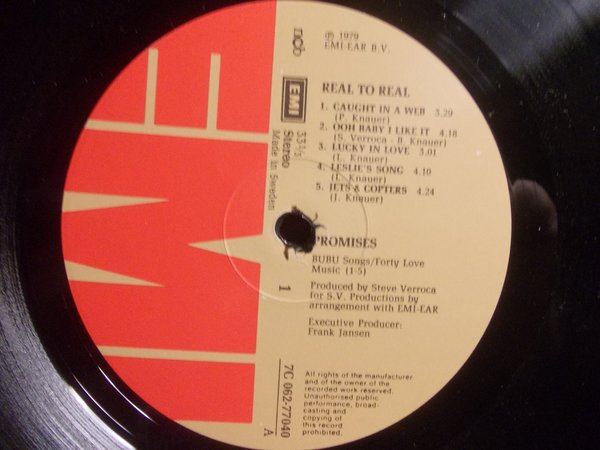 EMI
ncb
EMI
33⅓
Stereo
Made in Sweden
1
7C 062-77040
A
℗ 1979
EMI-EAR B.V.
REAL TO REAL
1. CAUGHT IN A WEB 3.29
(P. Knauer)
2. OOH BABY I LIKE IT 4.18
(S. Verroca - B. Knauer)
3. LUCKY IN LOVE 3.01
(L. Knauer)
4. LESLIE'S SONG 4.10
(L. Knauer)
5. JETS & COPTERS 4.24
(J. Knauer)
PROMISES
BUBU Songs/Forty Love
Music (1-5)
Produced by Steve Verroca
for S.V. Productions by
arrangement with EMI-EAR
Executive Producer:
Frank Jansen
All rights of the manufacturer
and of the owner of the
recorded work reserved.
Unauthorised public
performance, broad-
casting and
copying of
this record
prohibited.